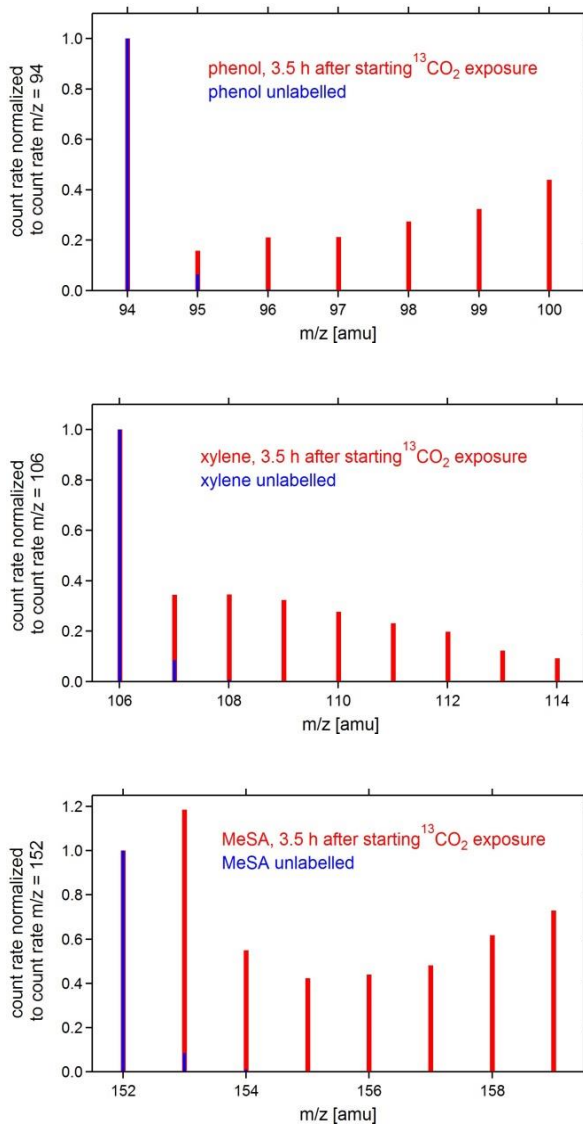 count rate normalized
to count rate m/z = 94
1.0
0.8
0.6
0.4
0.2
0.0
phenol, 3.5 h after starting ¹³CO₂ exposure
phenol unlabelled
94 95 96 97 98 99 100
m/z [amu]
count rate normalized
to count rate m/z = 106
1.0
0.8
0.6
0.4
0.2
0.0
xylene, 3.5 h after starting ¹³CO₂ exposure
xylene unlabelled
106 108 110 112 114
m/z [amu]
count rate normalized
to count rate m/z = 152
1.2
1.0
0.8
0.6
0.4
0.2
0.0
MeSA, 3.5 h after starting ¹³CO₂ exposure
MeSA unlabelled
152 154 156 158
m/z [amu]